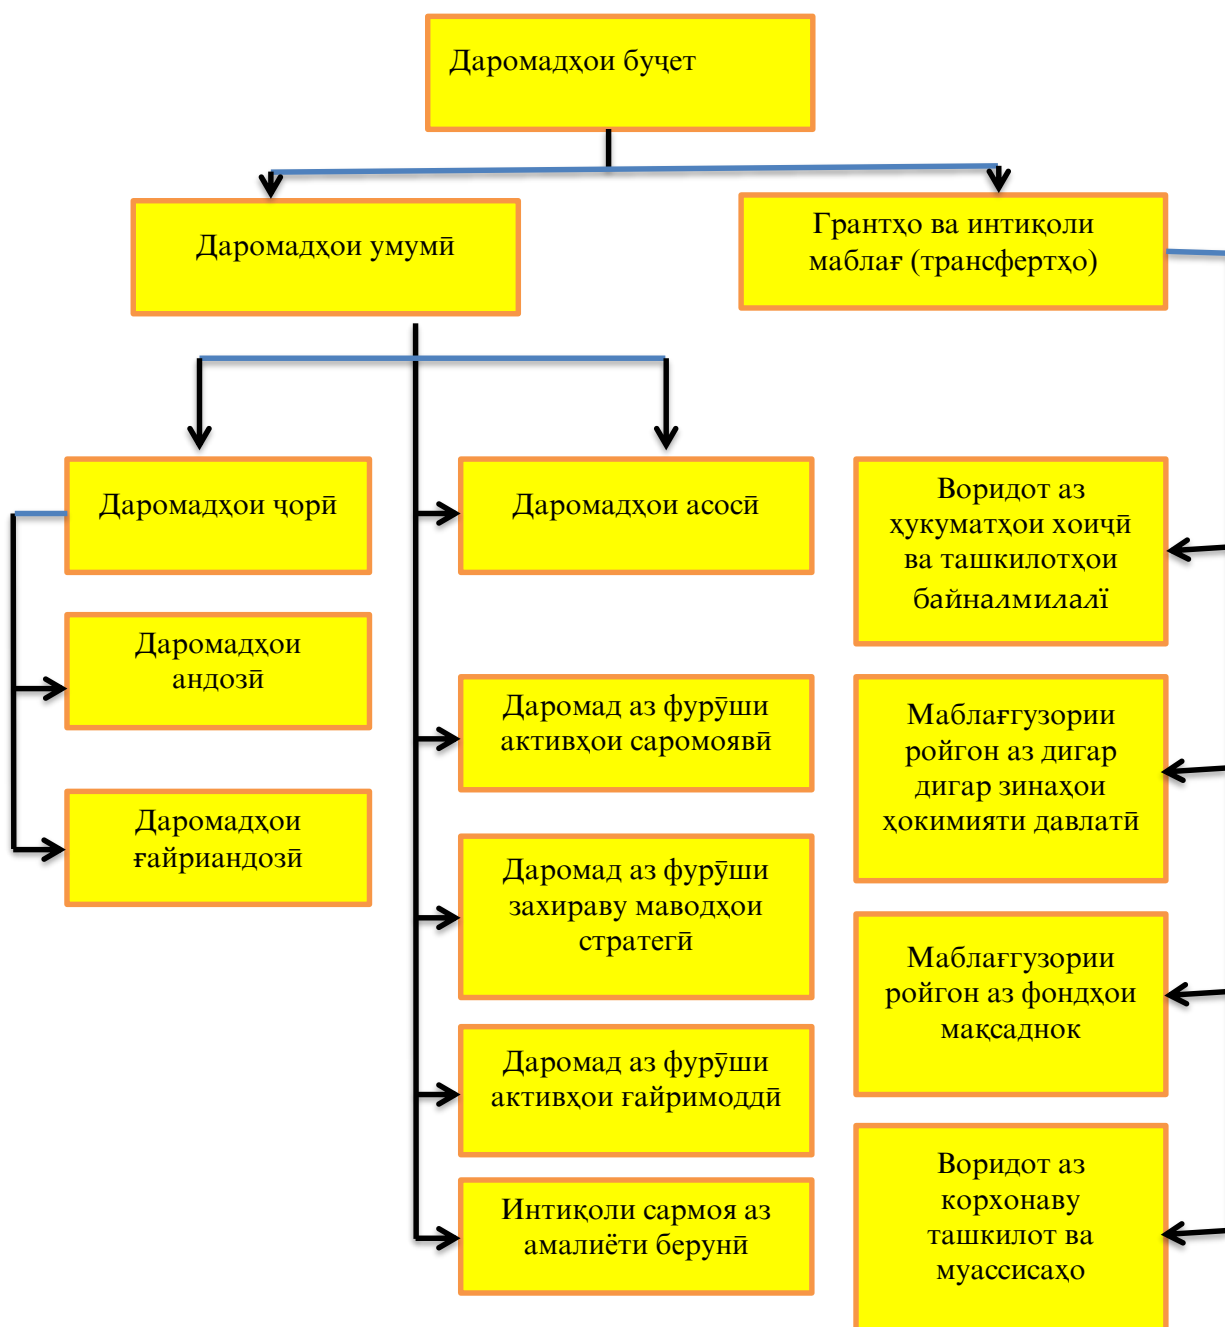 Даромадҳои буҷет
Даромадҳои умумӣ
Грантҳо ва интиқоли
маблағ (трансфертҳо)
Даромадҳои ҷорӣ
Даромадҳои асосӣ
Воридот аз
ҳукуматҳои хоиҷӣ
ва ташкилотҳои
байналмилалї
Даромадҳои
андозӣ
Даромад аз фурӯши
активҳои саромоявӣ
Маблағгузории
ройгон аз дигар
дигар зинаҳои
ҳокимияти давлатӣ
Даромадҳои
ғайриандозӣ
Даромад аз фурӯши
захираву маводҳои
стратегӣ
Маблағгузории
ройгон аз фондҳои
мақсаднок
Даромад аз фурӯши
активҳои ғайримоддӣ
Воридот аз
корхонаву
ташкилот ва
муассисаҳо
Интиқоли сармоя аз
амалиёти берунӣ